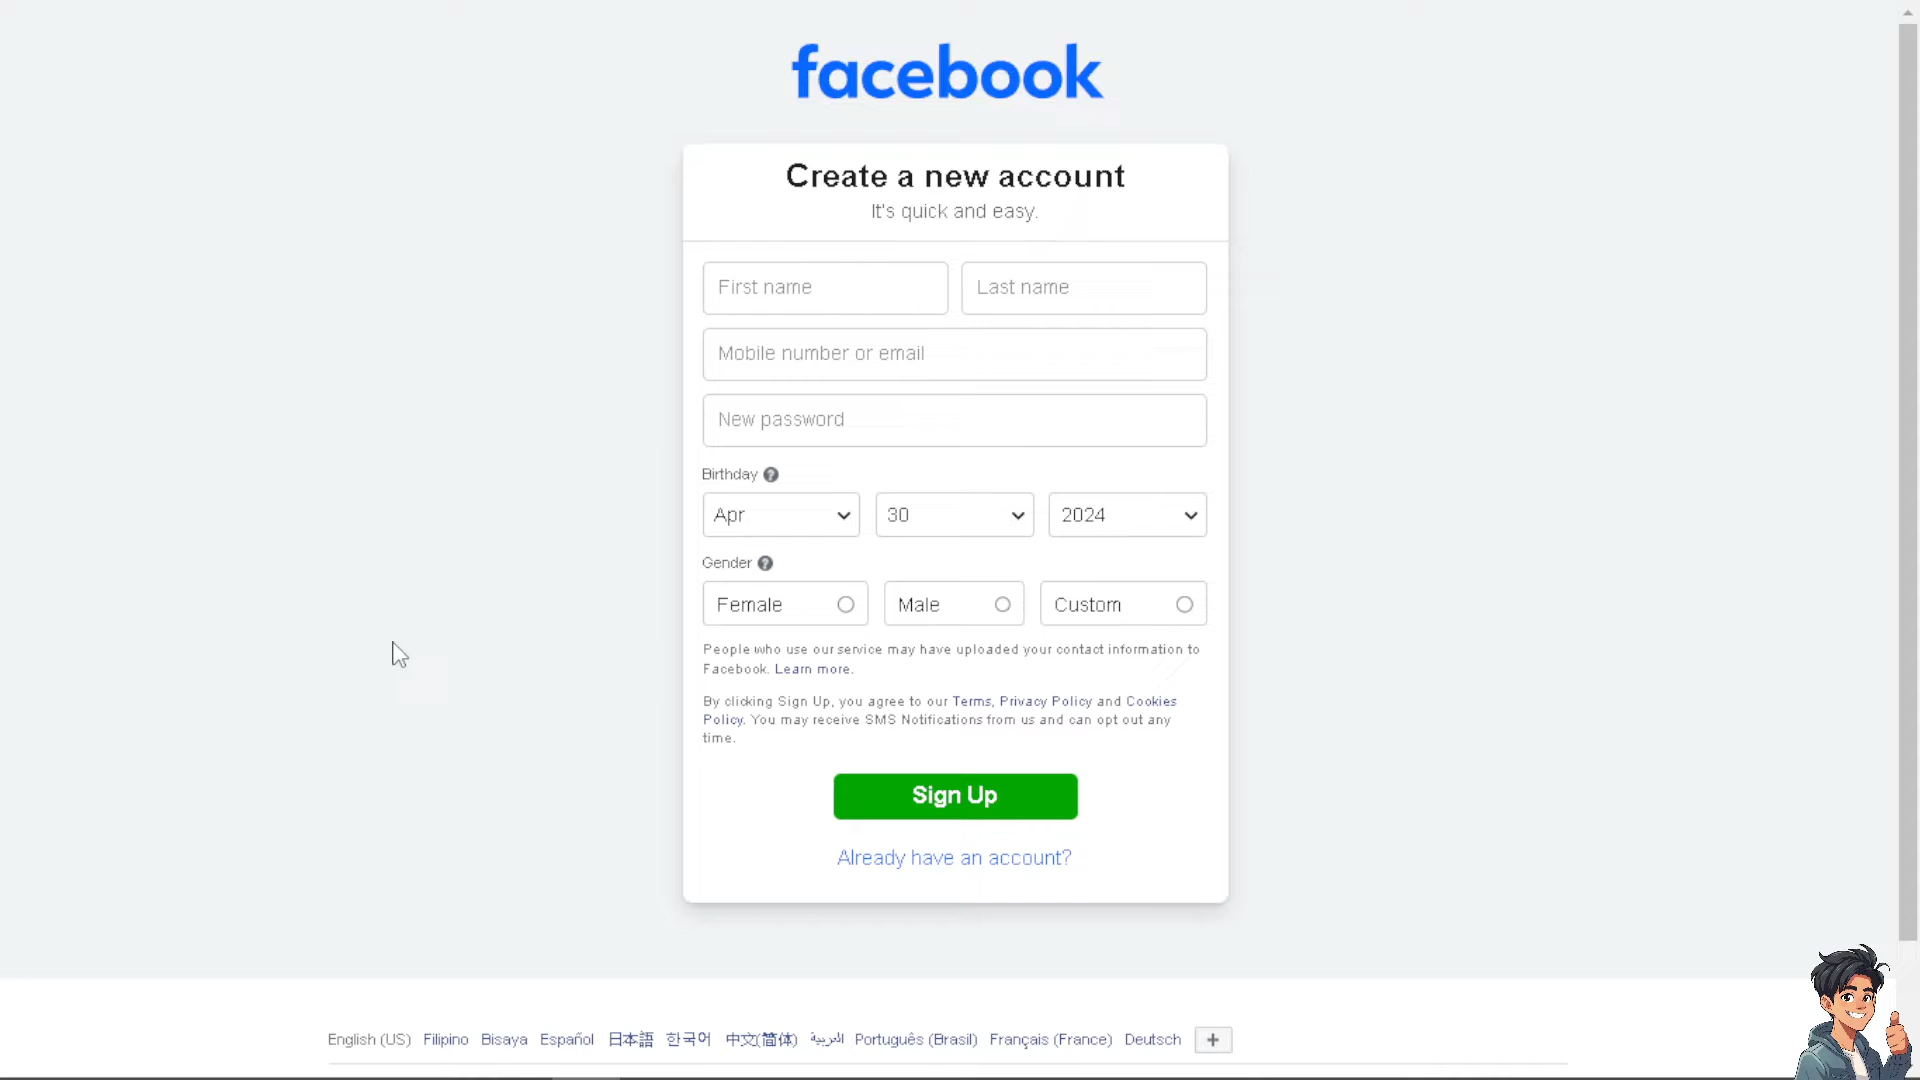 facebook
Create a new account
It's quick and easy.
First name Last name
Mobile number or email
New password
Birthday
Apr 30 2024
Gender
Female Male Custom
People who use our service may have uploaded your contact information to
Facebook. Learn more.
By clicking Sign Up, you agree to our Terms, Privacy Policy and Cookies
Policy. You may receive SMS Notifications from us and can opt out any
time.
Sign Up
Already have an account?
English (US) Filipino Bisaya Español 日本語 한국어 中文(简体) العربية Português (Brasil) Français (France) Deutsch +